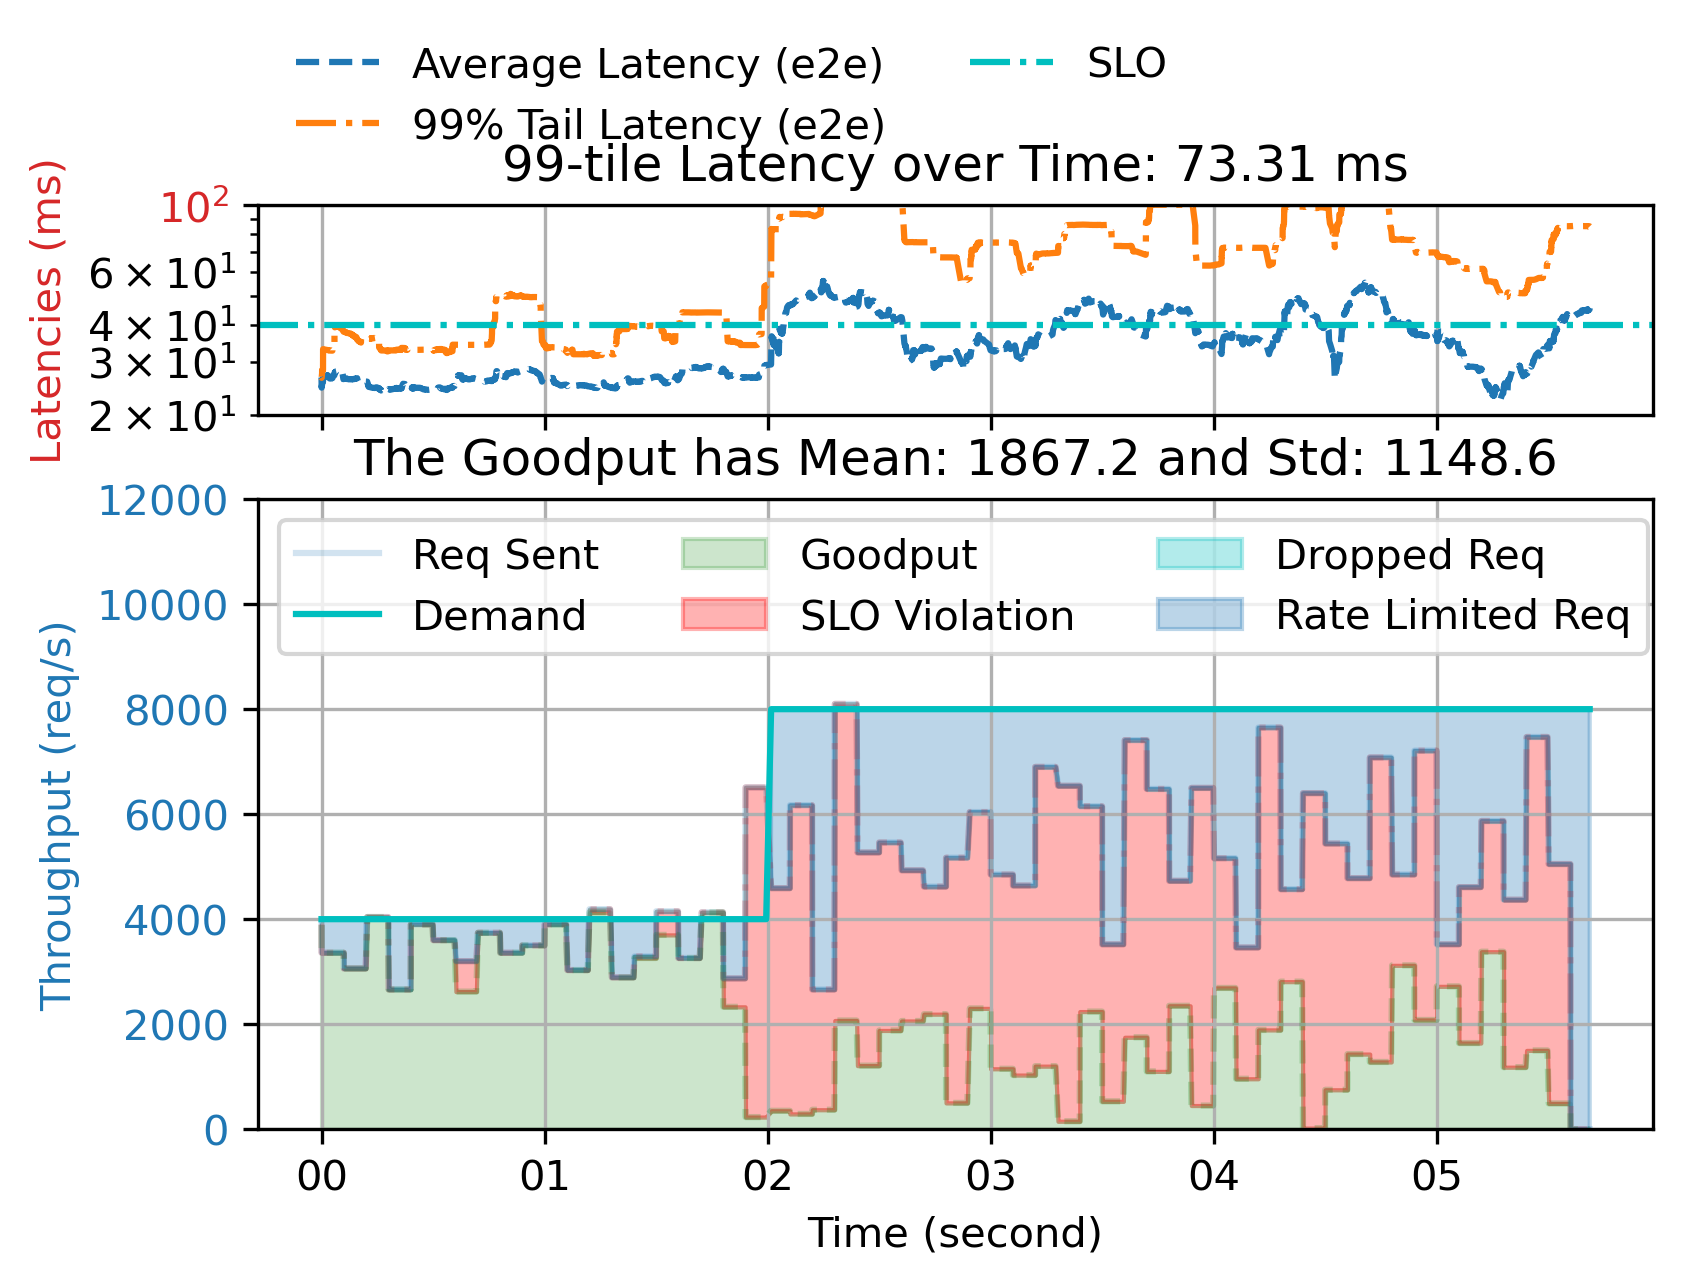 Average Latency (e2e)
SLO
99% Tail Latency (e2e)
99-tile Latency over Time: 73.31 ms
Latencies (ms)
10²
6 × 10¹
4 × 10¹
3 × 10¹
2 × 10¹
The Goodput has Mean: 1867.2 and Std: 1148.6
Throughput (req/s)
12000
10000
8000
6000
4000
2000
0
Req Sent
Goodput
Dropped Req
Demand
SLO Violation
Rate Limited Req
00 01 02 03 04 05
Time (second)